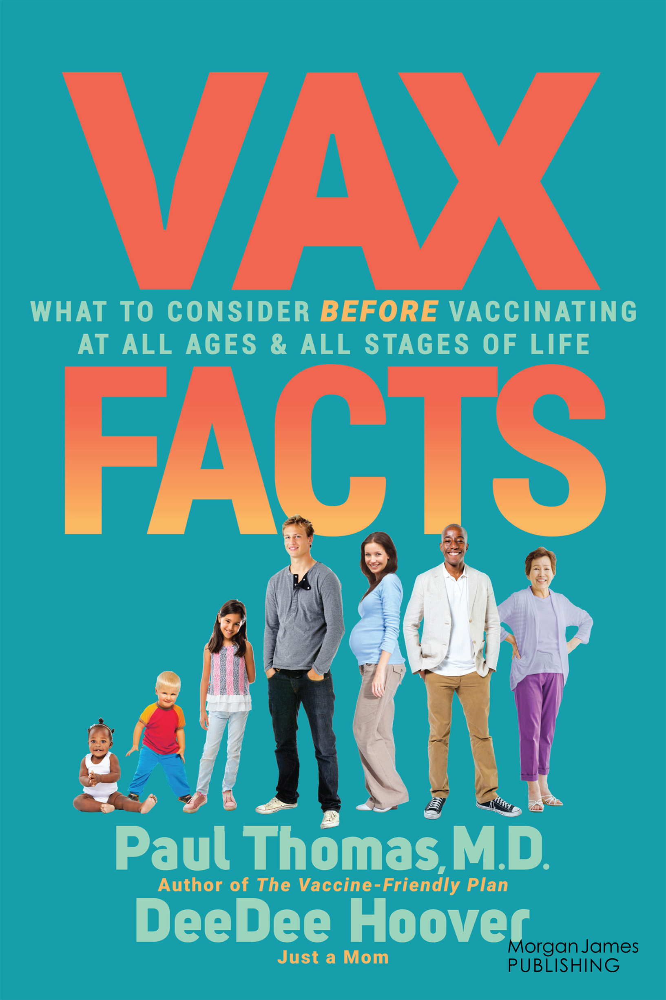 VAX
WHAT TO CONSIDER BEFORE VACCINATING
AT ALL AGES & ALL STAGES OF LIFE
FACTS
Paul Thomas, M.D.
Author of The Vaccine-Friendly Plan
DeeDee Hoover
Just a Mom
Morgan James
PUBLISHING